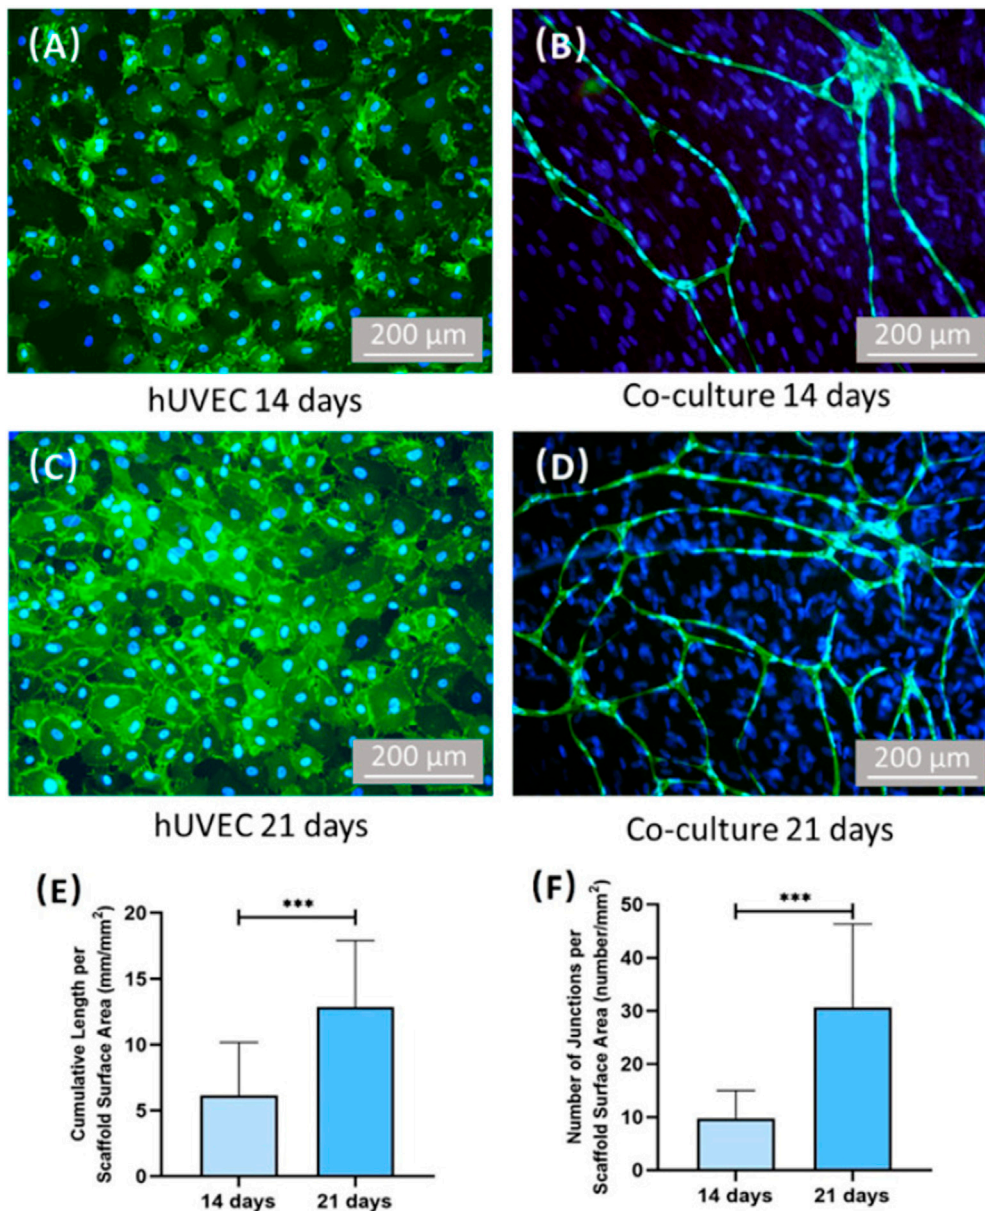 (A)
(B)
200 µm
200 µm
hUVEC 14 days
Co-culture 14 days
(C)
(D)
200 µm
200 µm
hUVEC 21 days
Co-culture 21 days
(E)
Cumulative Length per
Scaffold Surface Area (mm/mm²)
20
15
10
5
0
***
14 days
21 days
(F)
Number of Junctions per
Scaffold Surface Area (number/mm²)
50
40
30
20
10
0
***
14 days
21 days